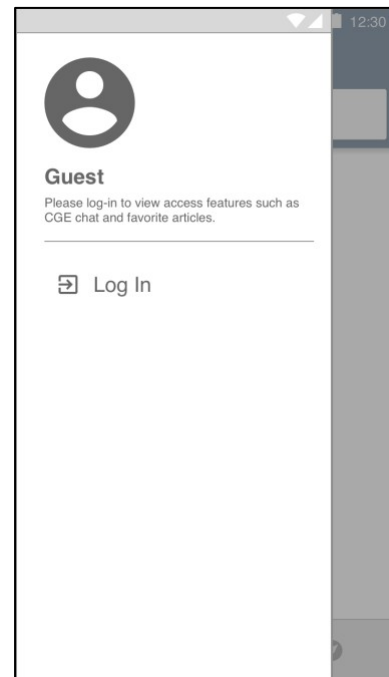 12:30
Guest
Please log-in to view access features such as
CGE chat and favorite articles.
Log In